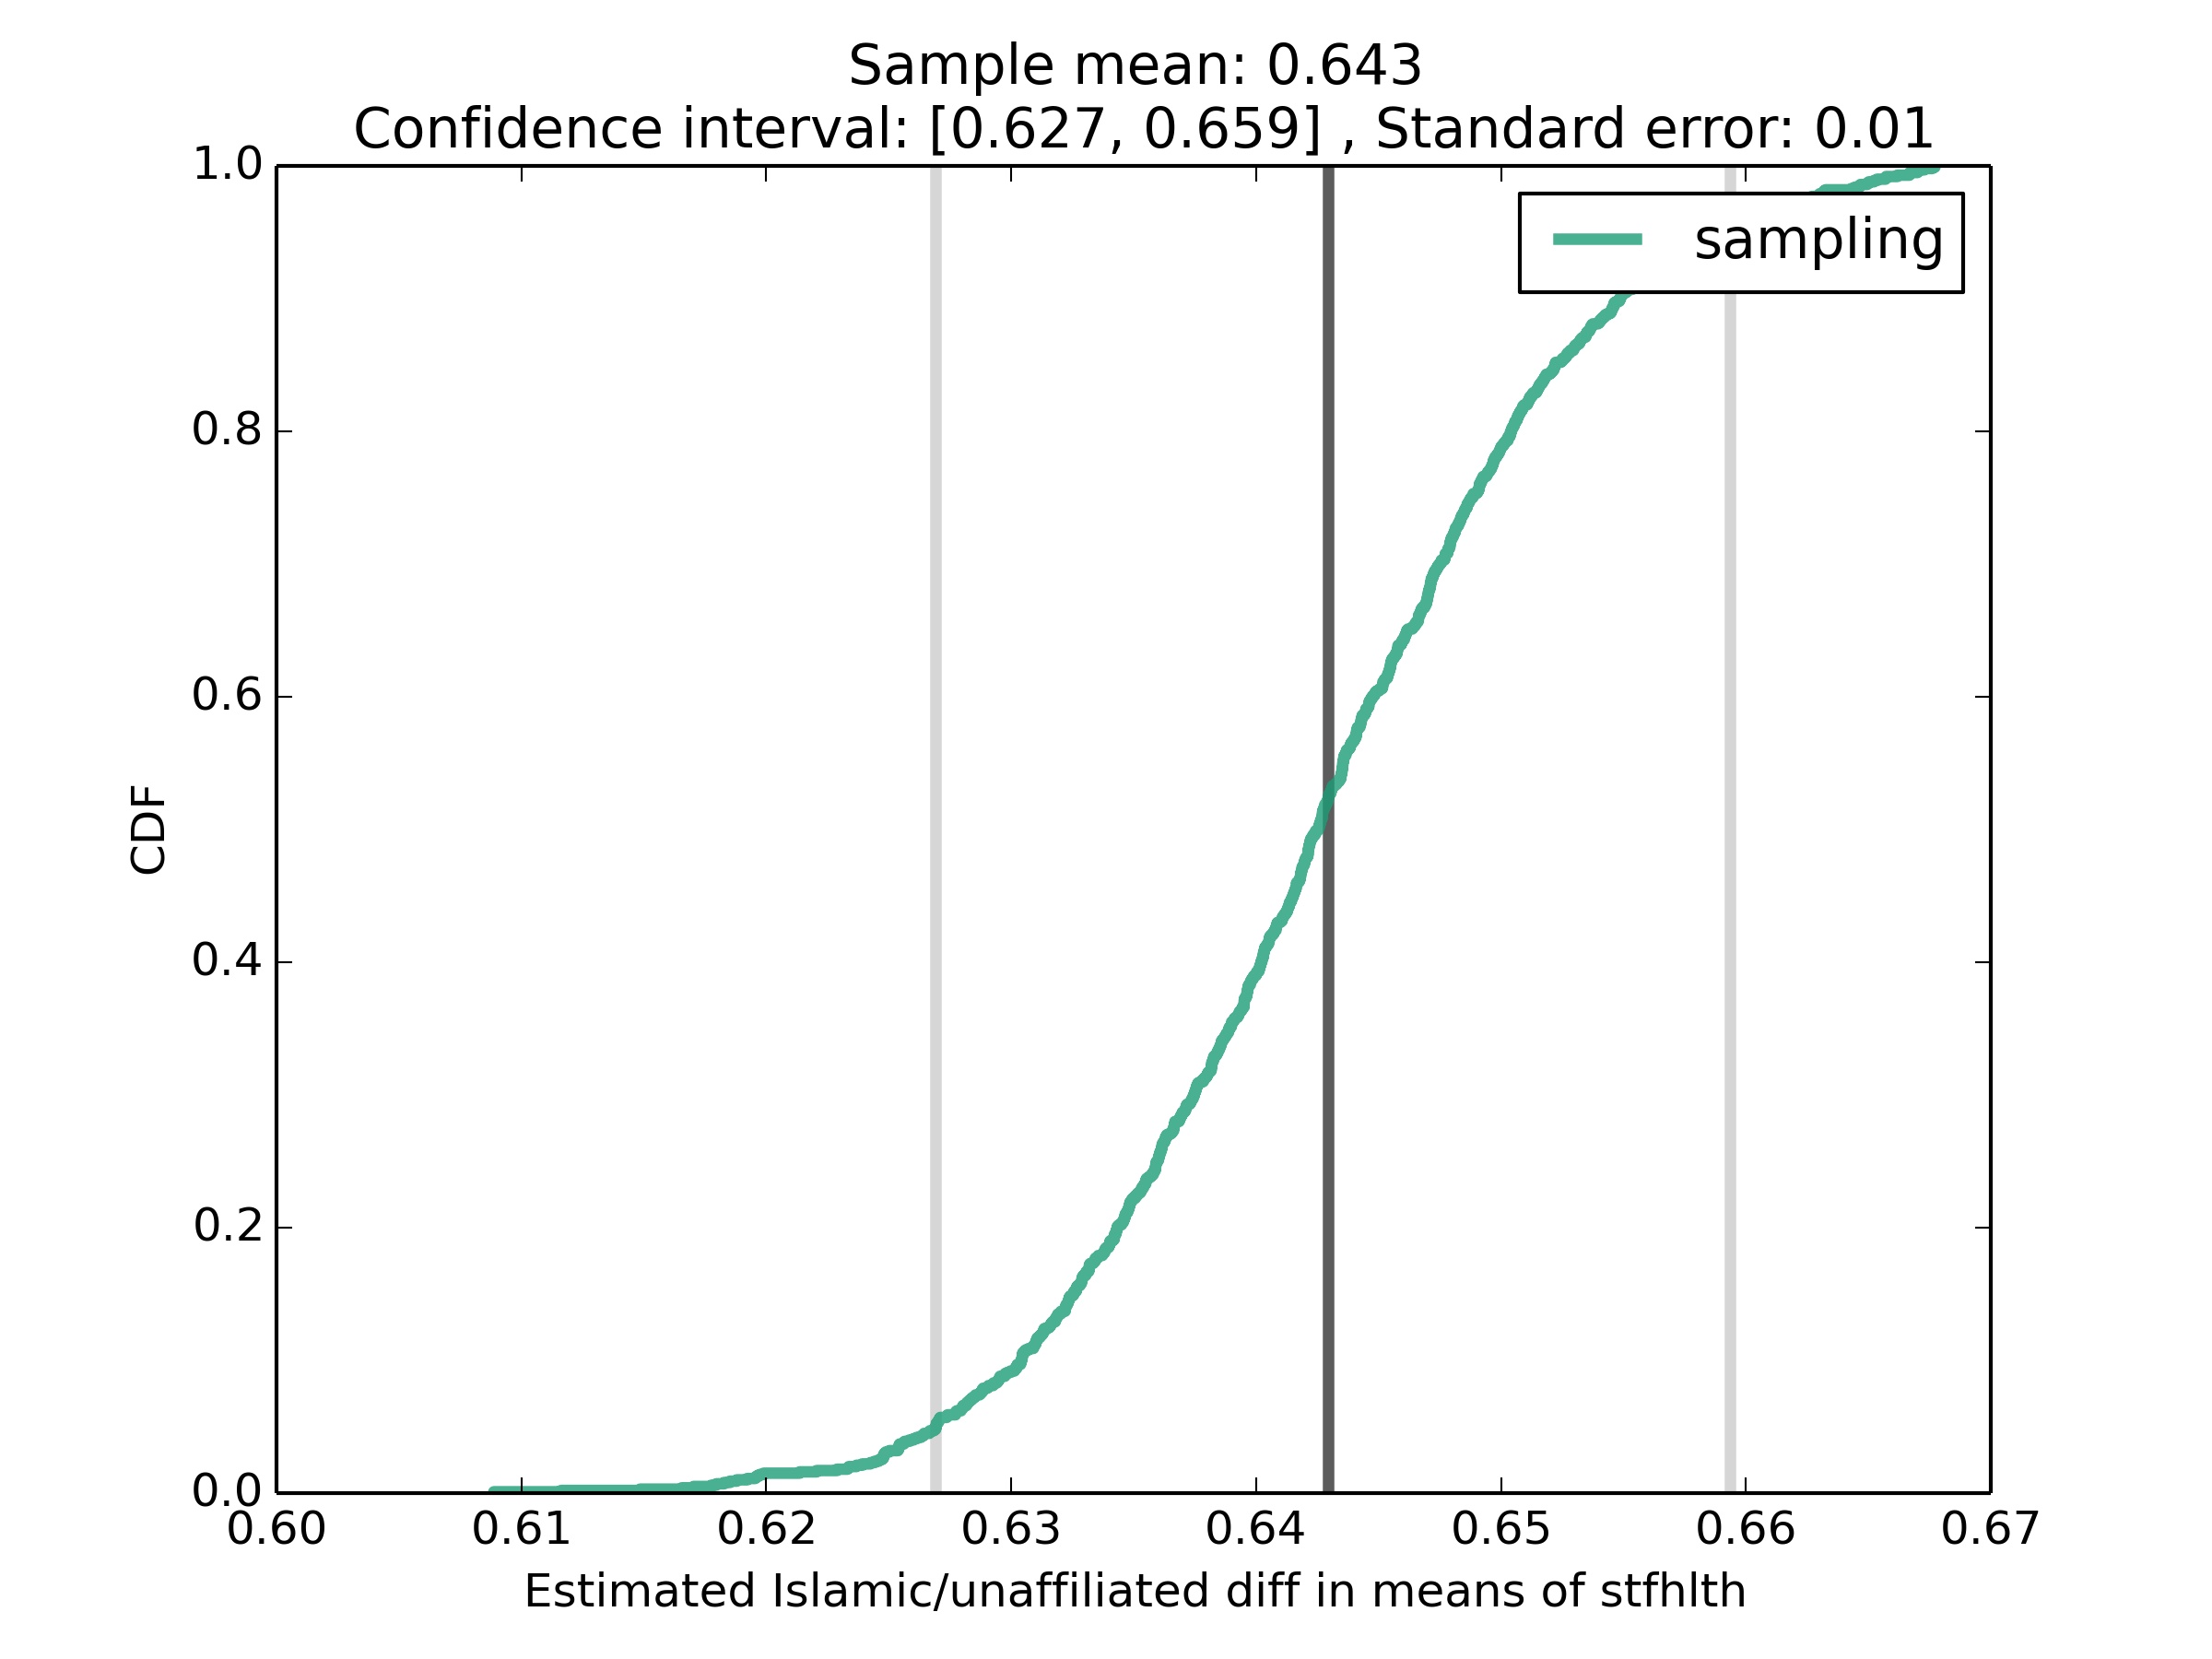 Sample mean: 0.643
Confidence interval: [0.627, 0.659] , Standard error: 0.01
1.0
sampling
0.8
0.6
CDF
0.4
0.2
0.0
0.60 0.61 0.62 0.63 0.64 0.65 0.66 0.67
Estimated Islamic/unaffiliated diff in means of stfhlth